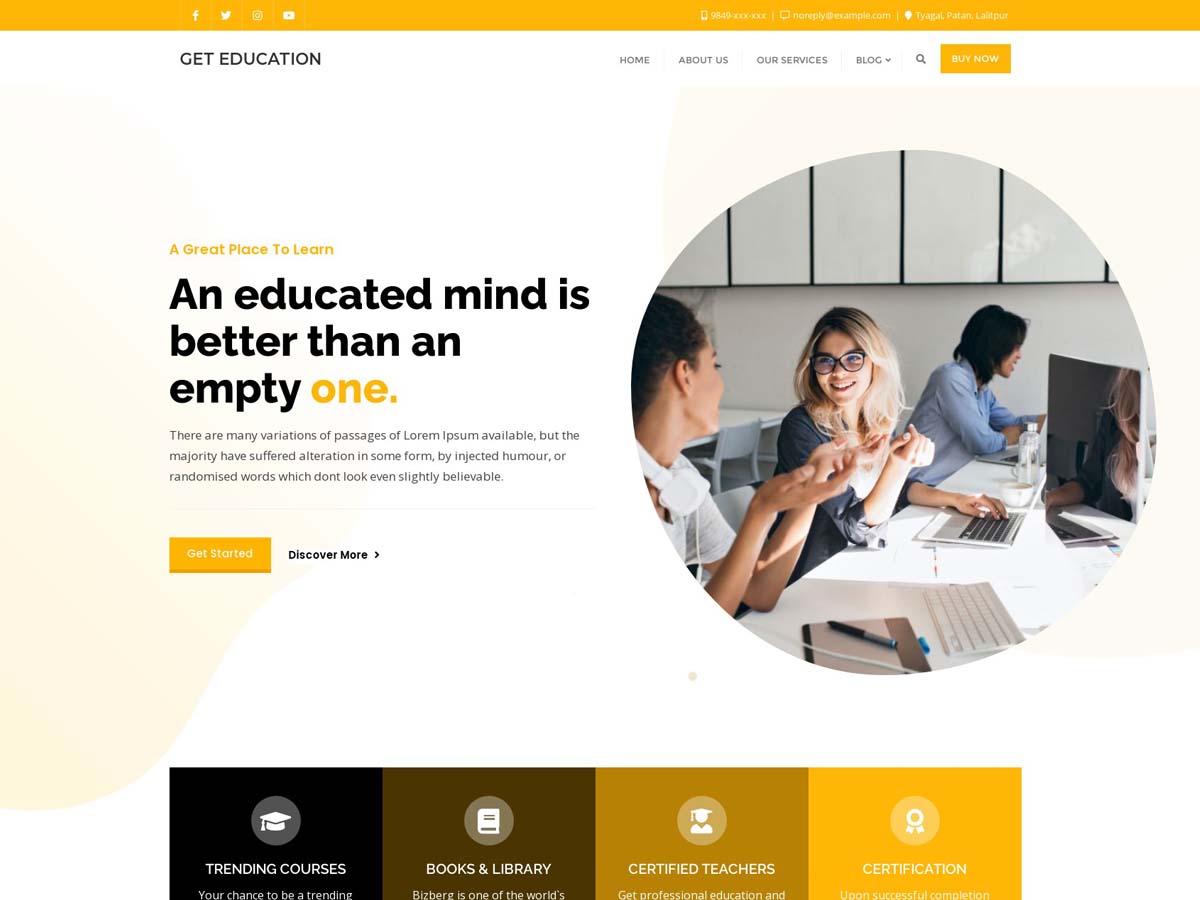 9849-xxx-xxx | noreply@example.com | Tyagal, Patan, Lalitpur
GET EDUCATION
HOME
ABOUT US
OUR SERVICES
BLOG
BUY NOW
A Great Place To Learn
An educated mind is
better than an
empty one.
There are many variations of passages of Lorem Ipsum available, but the
majority have suffered alteration in some form, by injected humour, or
randomised words which dont look even slightly believable.
Get Started
Discover More
TRENDING COURSES
Your chance to be a trending
BOOKS & LIBRARY
Bizberg is one of the world`s
CERTIFIED TEACHERS
Get professional education and
CERTIFICATION
Upon successful completion